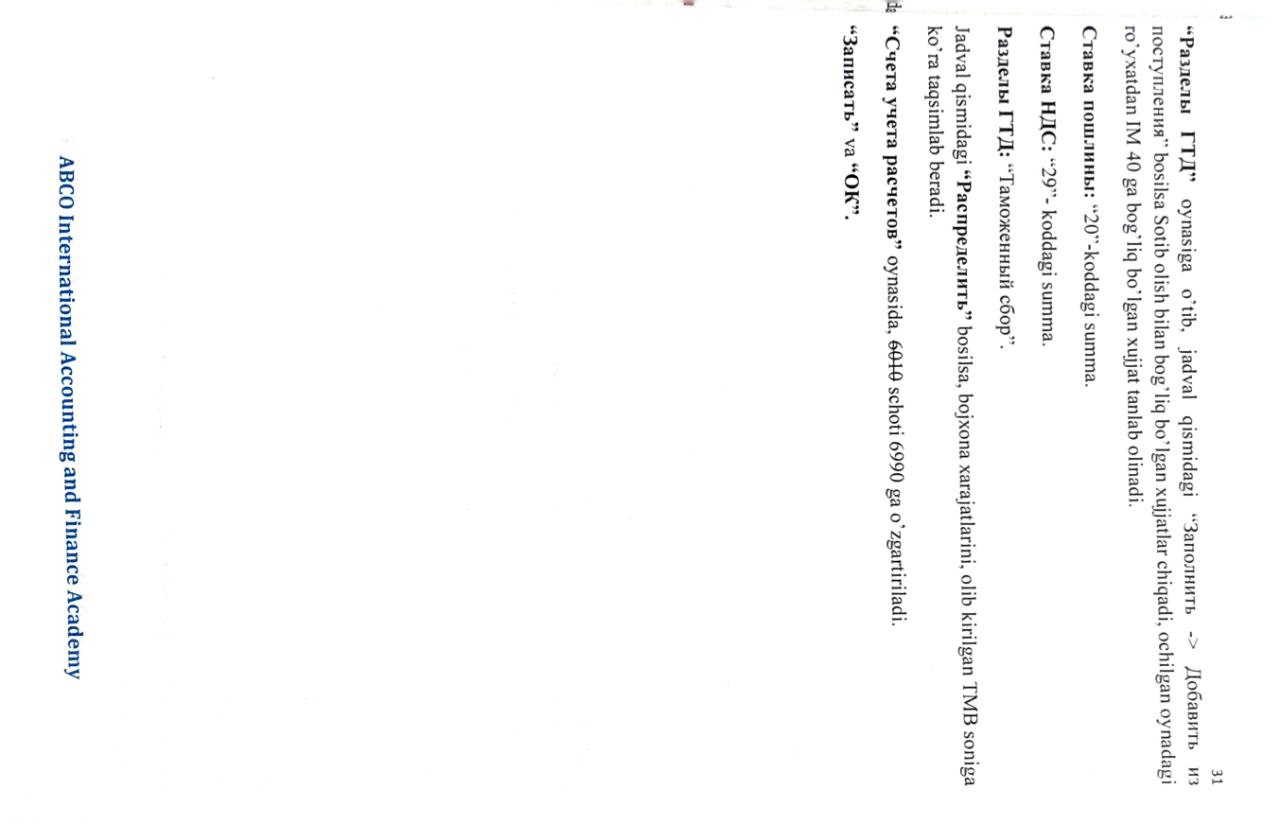 31
“Разделы ГТД” oynasiga o’tib, jadval qismidagi “Заполнить -> Добавить из
поступления” bosilsa Sotib olish bilan bog’liq bo’lgan xujjatlar chiqadi, ochilgan oynadagi
ro’yxatdan IM 40 ga bog’liq bo’lgan xujjat tanlab olinadi.
Ставка пошлины: “20”-koddagi summa.
Ставка НДС: “29”- koddagi summa.
Разделы ГТД: “Таможенный сбор”.
Jadval qismidagi “Распределить” bosilsa, bojxona xarajatlarini, olib kirilgan TMB soniga
ko’ra taqsimlab beradi.
“Счета учета расчетов” oynasida, 6010 schoti 6990 ga o’zgartiriladi.
“Записать” va “ОК”.
ABCO International Accounting and Finance Academy